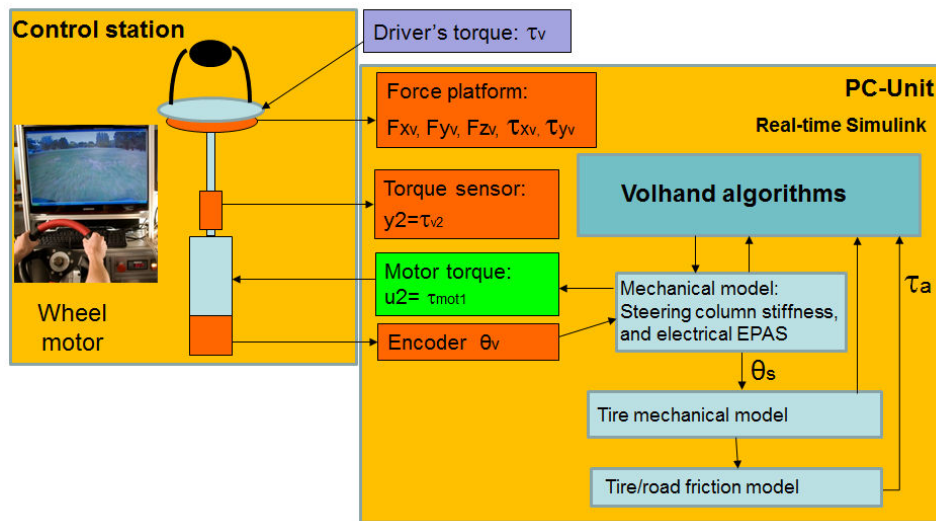 Control station
Driver's torque: τv
PC-Unit
Real-time Simulink
Force platform:
Fxv, Fyv, Fzv, τxv, τyv
Volhand algorithms
Torque sensor:
y2=τv2
Motor torque:
u2= τmot1
Mechanical model:
Steering column stiffness,
and electrical EPAS
τa
Wheel
motor
Encoder θv
θs
Tire mechanical model
Tire/road friction model